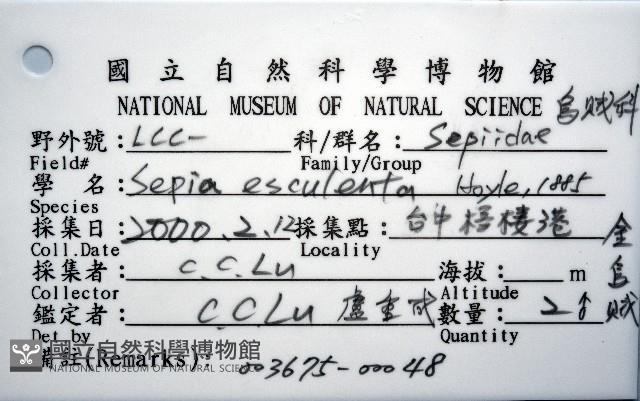 國立自然科學博物館
NATIONAL MUSEUM OF NATURAL SCIENCE 烏賊科
野外號:LCC- 科/群名:Sepiidae
Field# Family/Group
學 名:Sepia esculenta Hoyle, 1885
Species
採集日:2000.2.12 採集點:台中梧棲港
Coll.Date Locality
金烏賊
採集者:C.C.Lu 海拔: m
Collector Altitude
鑑定者:C.C.Lu 盧重成 數量:2
Det by Quantity
備註(Remarks): 003675-00048
國立自然科學博物館
NATIONAL MUSEUM OF NATURAL SCIENCE